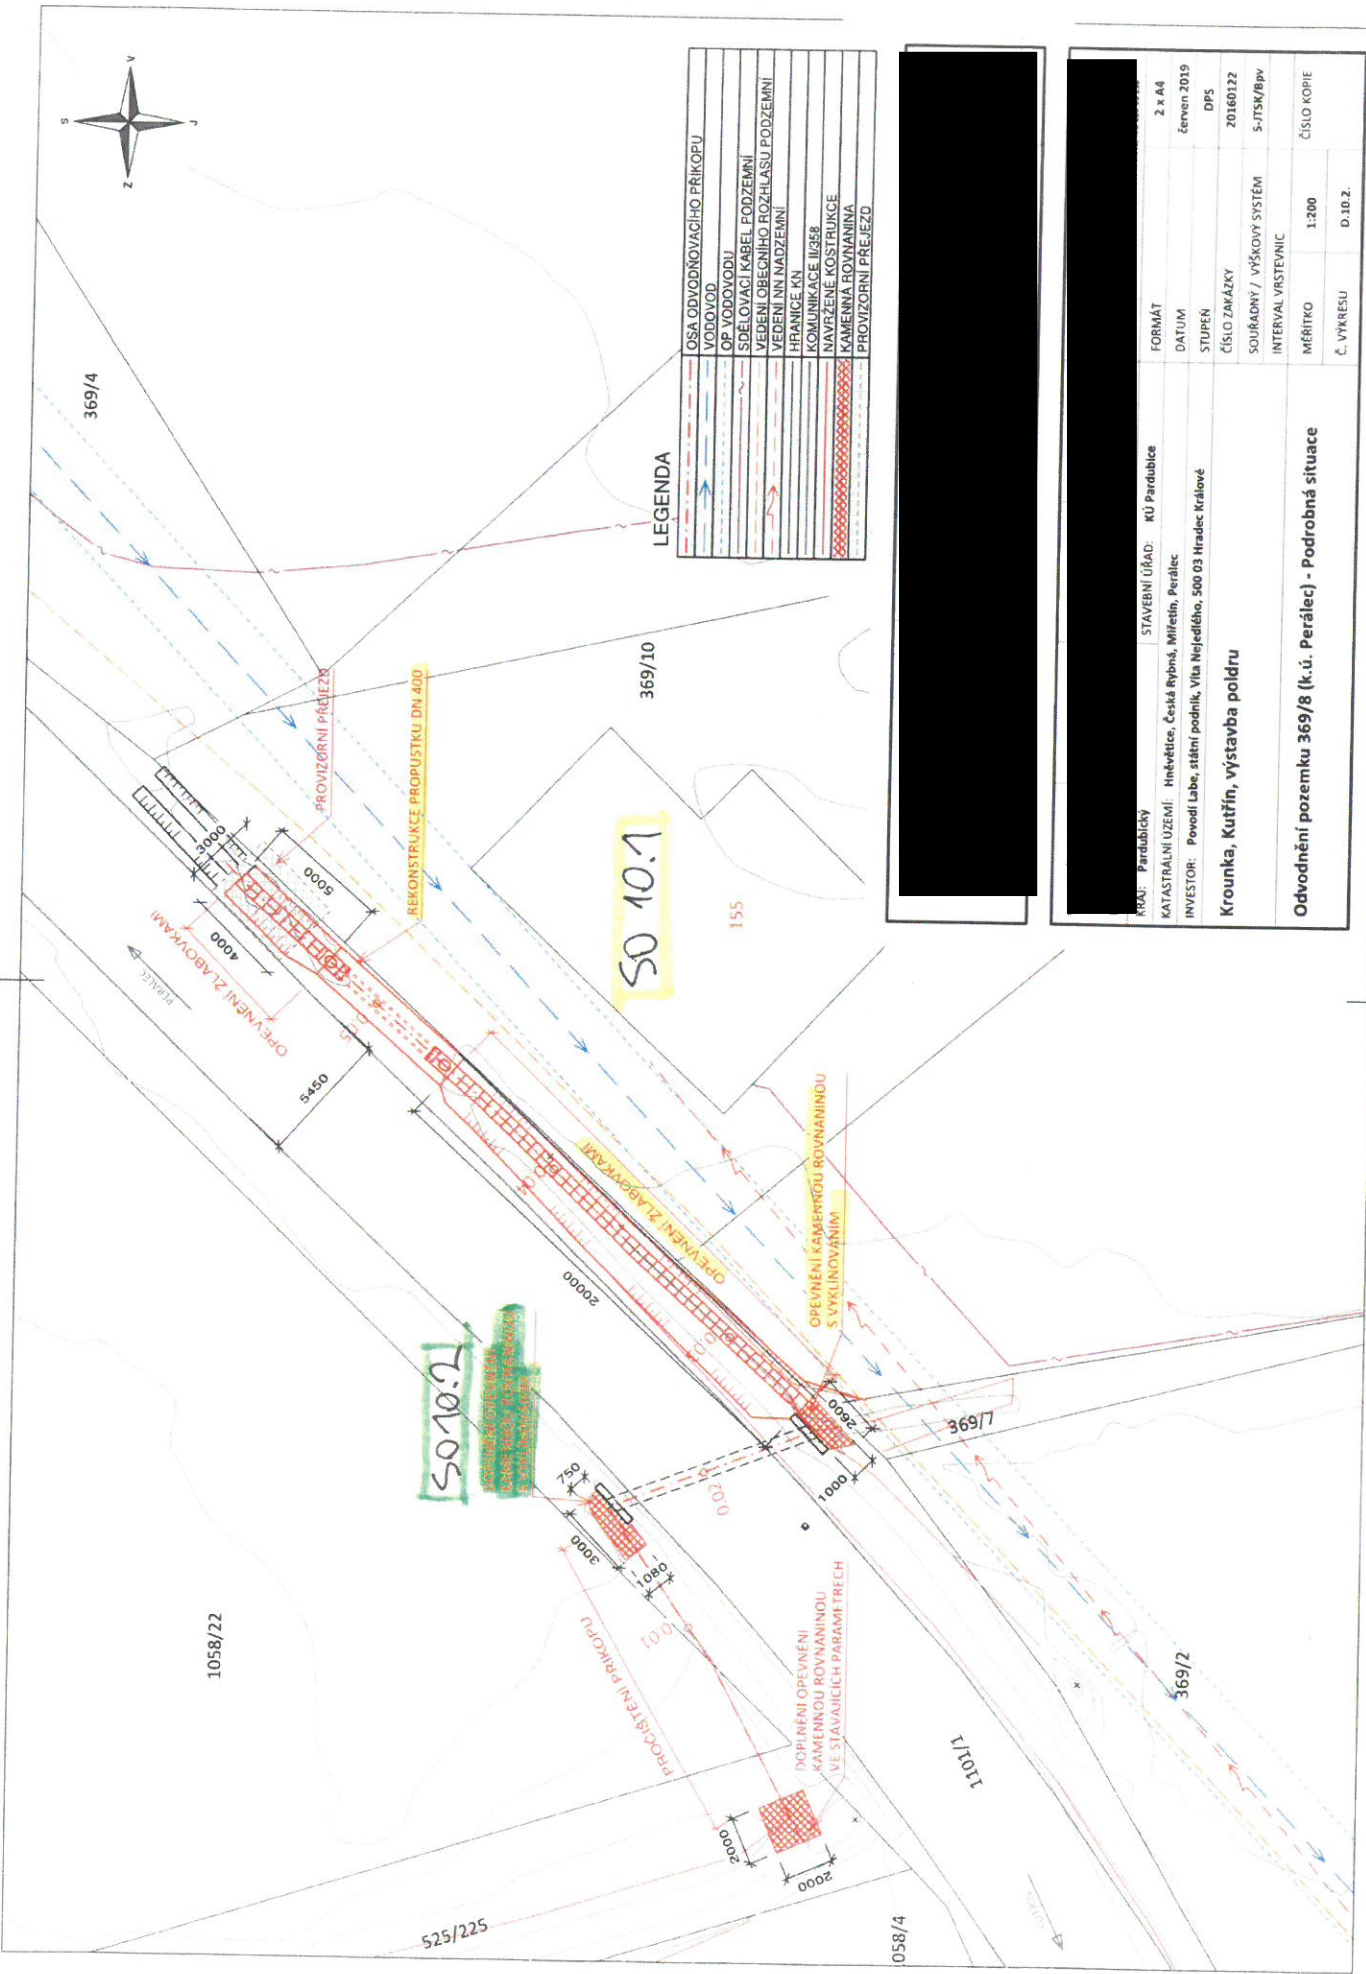 S
V
J
Z
369/4
PROVIZORNÍ PŘEJEZD
REKONSTRUKCE PROPUSTKU DN 400
3000
5000
4000
OPEVNĚNÍ ŽLABOVKAMI
PERÁLEC
5450
369/10
SO 10.1
155
20000
OPEVNĚNÍ ŽLABOVKAMI
OPEVNĚNÍ KAMENNOU ROVNANINOU
S VYKLÍNOVÁNÍM
SO 10.2
750
3000
1080
0.02
0.01
2600
1000
369/7
1058/22
PROČIŠTĚNÍ PŘÍKOPU
DOPLNĚNÍ OPEVNĚNÍ
KAMENNOU ROVNANINOU
VE STÁVAJÍCÍCH PARAMETRECH
2000
2000
1101/1
369/2
525/225
058/4
LEGENDA
OSA ODVODŇOVACÍHO PŘÍKOPU
VODOVOD
OP VODOVODU
SDĚLOVACÍ KABEL PODZEMNÍ
VEDENÍ OBECNÍHO ROZHLASU PODZEMNÍ
VEDENÍ NN NADZEMNÍ
HRANICE KN
KOMUNIKACE II/358
NAVRŽENÉ KOSTRUKCE
KAMENNÁ ROVNANINA
PROVIZORNÍ PŘEJEZD
KRAJ: Pardubický
STAVEBNÍ ÚŘAD: KÚ Pardubice
KATASTRÁLNÍ ÚZEMÍ: Hněvětice, Česká Rybná, Miřetín, Perálec
INVESTOR: Povodí Labe, státní podnik, Víta Nejedlého, 500 03 Hradec Králové
Krounka, Kutřín, výstavba poldru
Odvodnění pozemku 369/8 (k.ú. Perálec) - Podrobná situace
FORMÁT 2 x A4
DATUM červen 2019
STUPEŇ DPS
ČÍSLO ZAKÁZKY 20160122
SOUŘADNÝ / VÝŠKOVÝ SYSTÉM S-JTSK/Bpv
INTERVAL VRSTEVNIC
MĚŘÍTKO 1:200
ČÍSLO KOPIE
Č. VÝKRESU D.10.2.